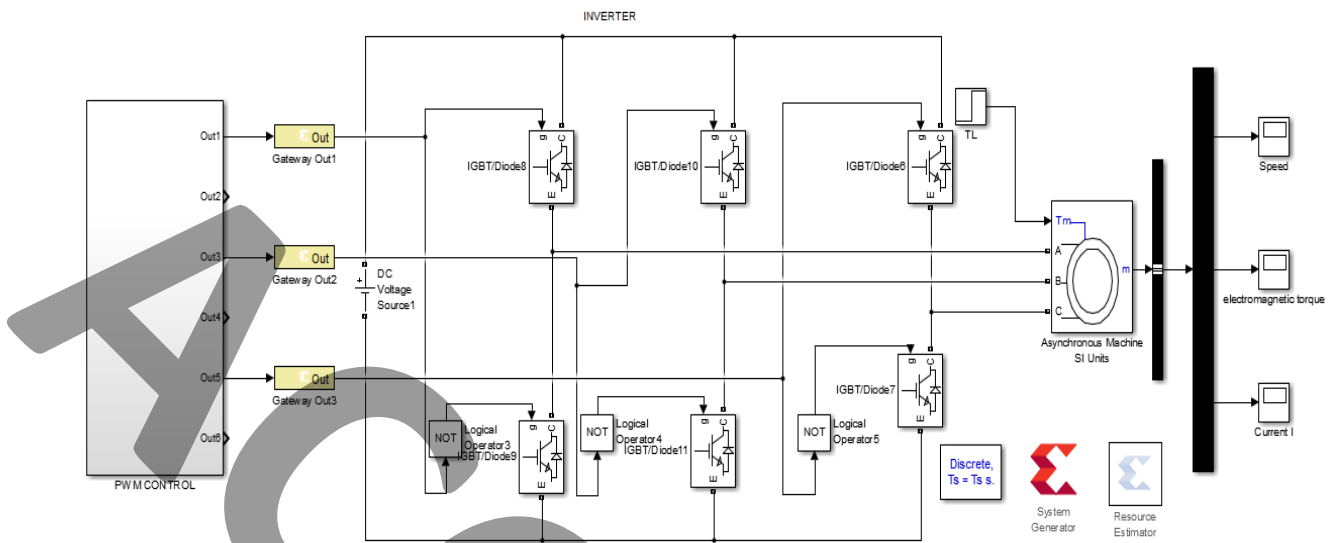 INVERTER
Out1
Out2
Out3
Out4
Out5
Out6
PWM CONTROL
Out
Gateway Out1
Out
Gateway Out2
Out
Gateway Out3
+
DC
Voltage
Source1
g
C
E
IGBT/Diode8
g
C
E
IGBT/Diode10
g
C
E
IGBT/Diode6
TL
NOT
Logical
Operator3
g
C
E
IGBT/Diode9
NOT
Logical
Operator4
g
C
E
IGBT/Diode11
NOT
Logical
Operator5
g
C
E
IGBT/Diode7
Tm
A
B
C
m
Asynchronous Machine
SI Units
Speed
electromagnetic torque
Current I
Discrete,
Ts = Ts s.
System
Generator
Resource
Estimator
A
C